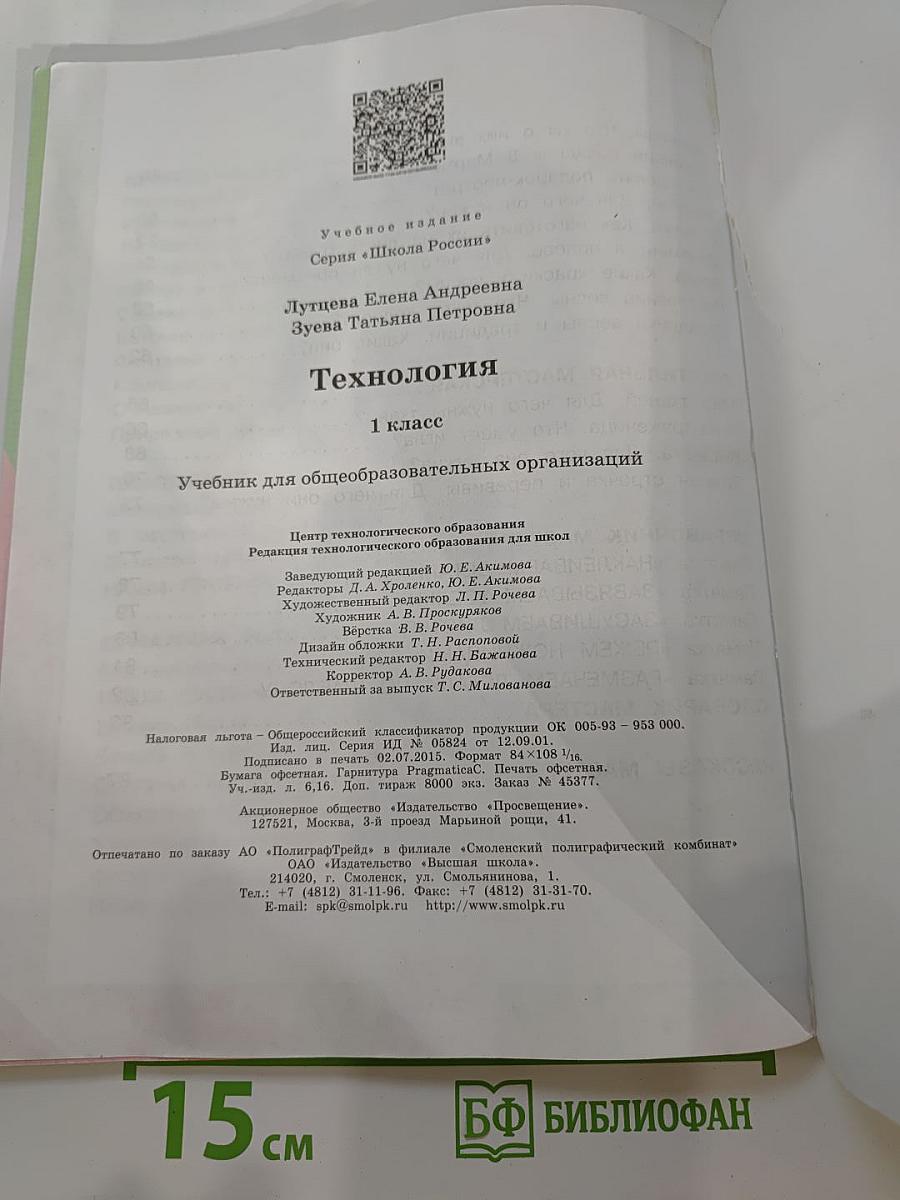 Учебное издание
Серия «Школа России»
Лутцева Елена Андреевна
Зуева Татьяна Петровна
Технология
1 класс
Учебник для общеобразовательных организаций
Центр технологического образования
Редакция технологического образования для школ
Заведующий редакцией Ю. Е. Акимова
Редакторы Д. А. Хроленко, Ю. Е. Акимова
Художественный редактор Л. П. Рочева
Художник А. В. Проскуряков
Вёрстка В. В. Рочева
Дизайн обложки Т. Н. Распоповой
Технический редактор Н. Н. Бажанова
Корректор А. В. Рудакова
Ответственный за выпуск Т. С. Милованова
Налоговая льгота – Общероссийский классификатор продукции ОК 005-93 – 953 000.
Изд. лиц. Серия ИД № 05824 от 12.09.01.
Подписано в печать 02.07.2015. Формат 84×108 1/16.
Бумага офсетная. Гарнитура PragmaticaC. Печать офсетная.
Уч.-изд. л. 6,16. Доп. тираж 8000 экз. Заказ № 45377.
Акционерное общество «Издательство «Просвещение».
127521, Москва, 3-й проезд Марьиной рощи, 41.
Отпечатано по заказу АО «ПолиграфТрейд» в филиале «Смоленский полиграфический комбинат»
ОАО «Издательство «Высшая школа».
214020, г. Смоленск, ул. Смольянинова, 1.
Тел.: +7 (4812) 31-11-96. Факс: +7 (4812) 31-31-70.
E-mail: spk@smolpk.ru http://www.smolpk.ru
15 см
БФ БИБЛИОФАН